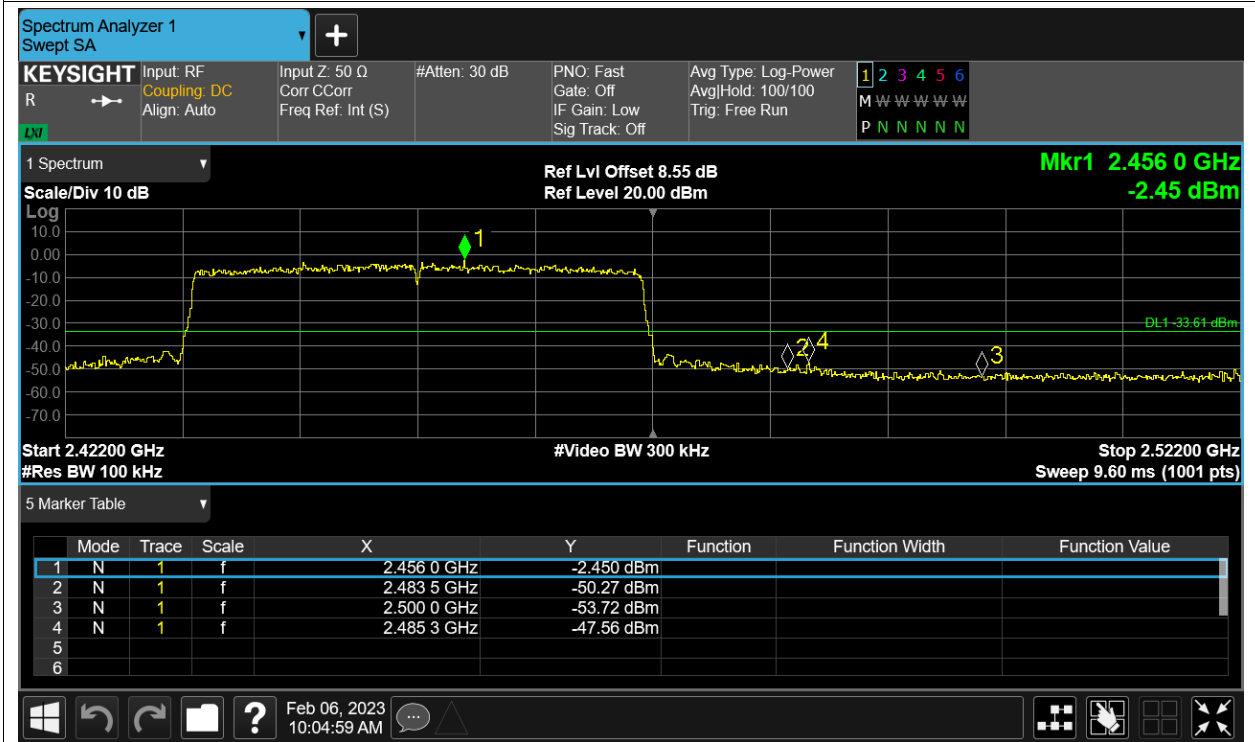 Spectrum Analyzer 1
Swept SA
+
KEYSIGHT Input: RF Input Z: 50 Ω #Atten: 30 dB PNO: Fast Avg Type: Log-Power 1 2 3 4 5 6
R Coupling: DC Corr CCorr Gate: Off Avg|Hold: 100/100 M W W W W W
Align: Auto Freq Ref: Int (S) IF Gain: Low Trig: Free Run
LXI Sig Track: Off P N N N N N
1 Spectrum Ref Lvl Offset 8.55 dB Mkr1 2.456 0 GHz
Scale/Div 10 dB Ref Level 20.00 dBm -2.45 dBm
Log
10.0
1
0.00
-10.0
-20.0
-30.0 DL1 -33.61 dBm
-40.0 2 4
3
-50.0
-60.0
-70.0
Start 2.42200 GHz #Video BW 300 kHz Stop 2.52200 GHz
#Res BW 100 kHz Sweep 9.60 ms (1001 pts)
5 Marker Table
Mode Trace Scale X Y Function Function Width Function Value
1 N 1 f 2.456 0 GHz -2.450 dBm
2 N 1 f 2.483 5 GHz -50.27 dBm
3 N 1 f 2.500 0 GHz -53.72 dBm
4 N 1 f 2.485 3 GHz -47.56 dBm
5
6
? Feb 06, 2023
10:04:59 AM